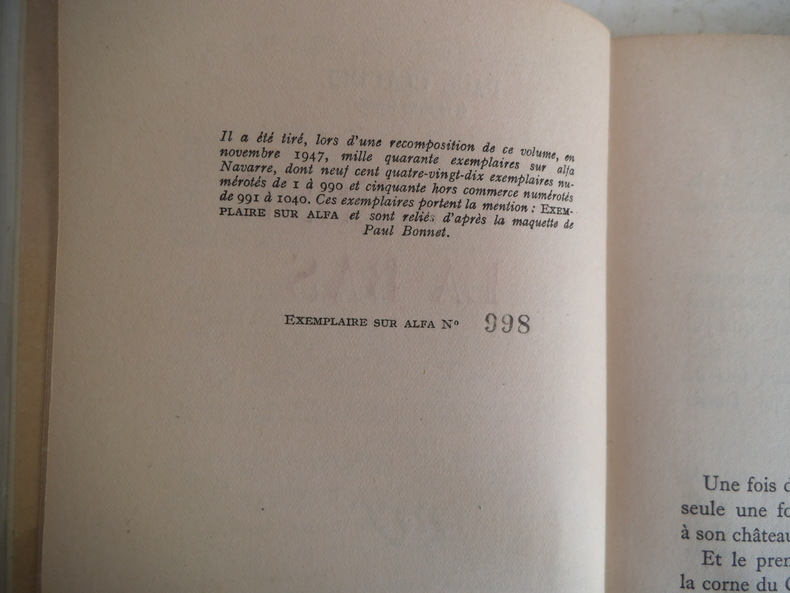 Il a été tiré, lors d'une recomposition de ce volume, en
novembre 1947, mille quarante exemplaires sur alfa
Navarre, dont neuf cent quatre-vingt-dix exemplaires nu-
mérotés de 1 à 990 et cinquante hors commerce numérotés
de 991 à 1040. Ces exemplaires portent la mention : EXEM-
PLAIRE SUR ALFA et sont reliés d'après la maquette de
Paul Bonnet.
EXEMPLAIRE SUR ALFA Nº 998
Une fois
seule une
à son château
Et le
la corne du